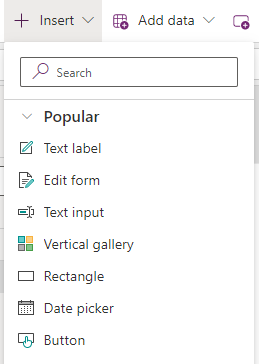 Insert Add data
Search
Popular
Text label
Edit form
Text input
Vertical gallery
Rectangle
Date picker
Button